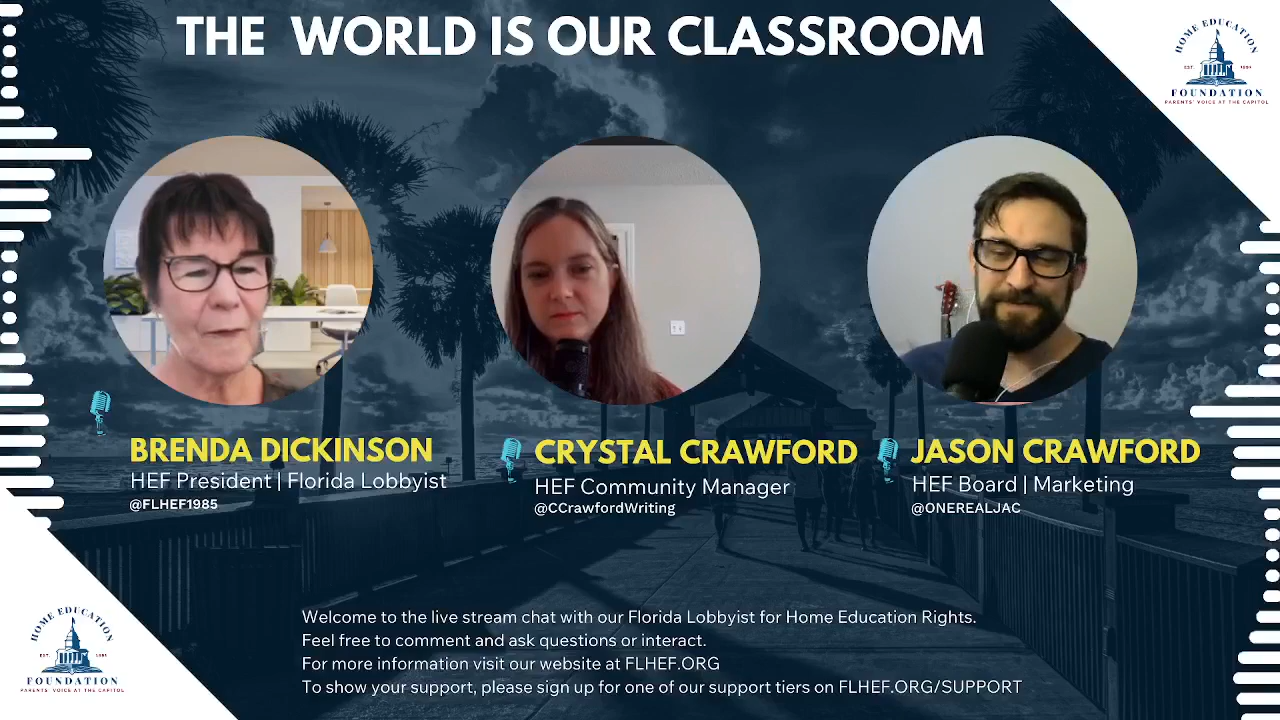 THE WORLD IS OUR CLASSROOM
HOME EDUCATION
EST. 1985
FOUNDATION
PARENTS' VOICE AT THE CAPITOL
BRENDA DICKINSON
HEF President | Florida Lobbyist
@FLHEF1985
CRYSTAL CRAWFORD
HEF Community Manager
@CCrawfordWriting
JASON CRAWFORD
HEF Board | Marketing
@ONEREALJAC
Welcome to the live stream chat with our Florida Lobbyist for Home Education Rights.
Feel free to comment and ask questions or interact.
For more information visit our website at FLHEF.ORG
To show your support, please sign up for one of our support tiers on FLHEF.ORG/SUPPORT
HOME EDUCATION
EST. 1985
FOUNDATION
PARENTS' VOICE AT THE CAPITOL